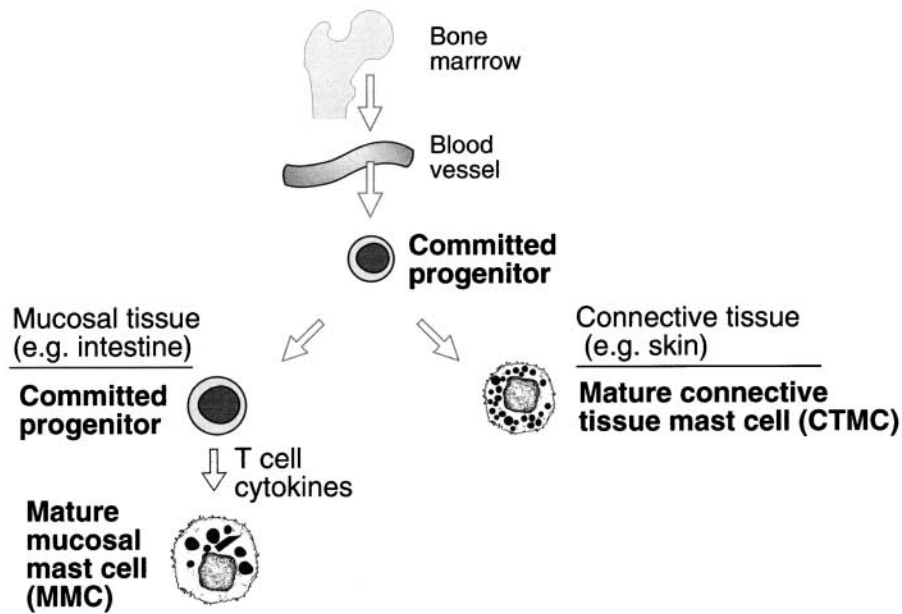 Bone
marrrow
Blood
vessel
Committed
progenitor
Mucosal tissue
(e.g. intestine)
Committed
progenitor
T cell
cytokines
Mature
mucosal
mast cell
(MMC)
Connective tissue
(e.g. skin)
Mature connective
tissue mast cell (CTMC)